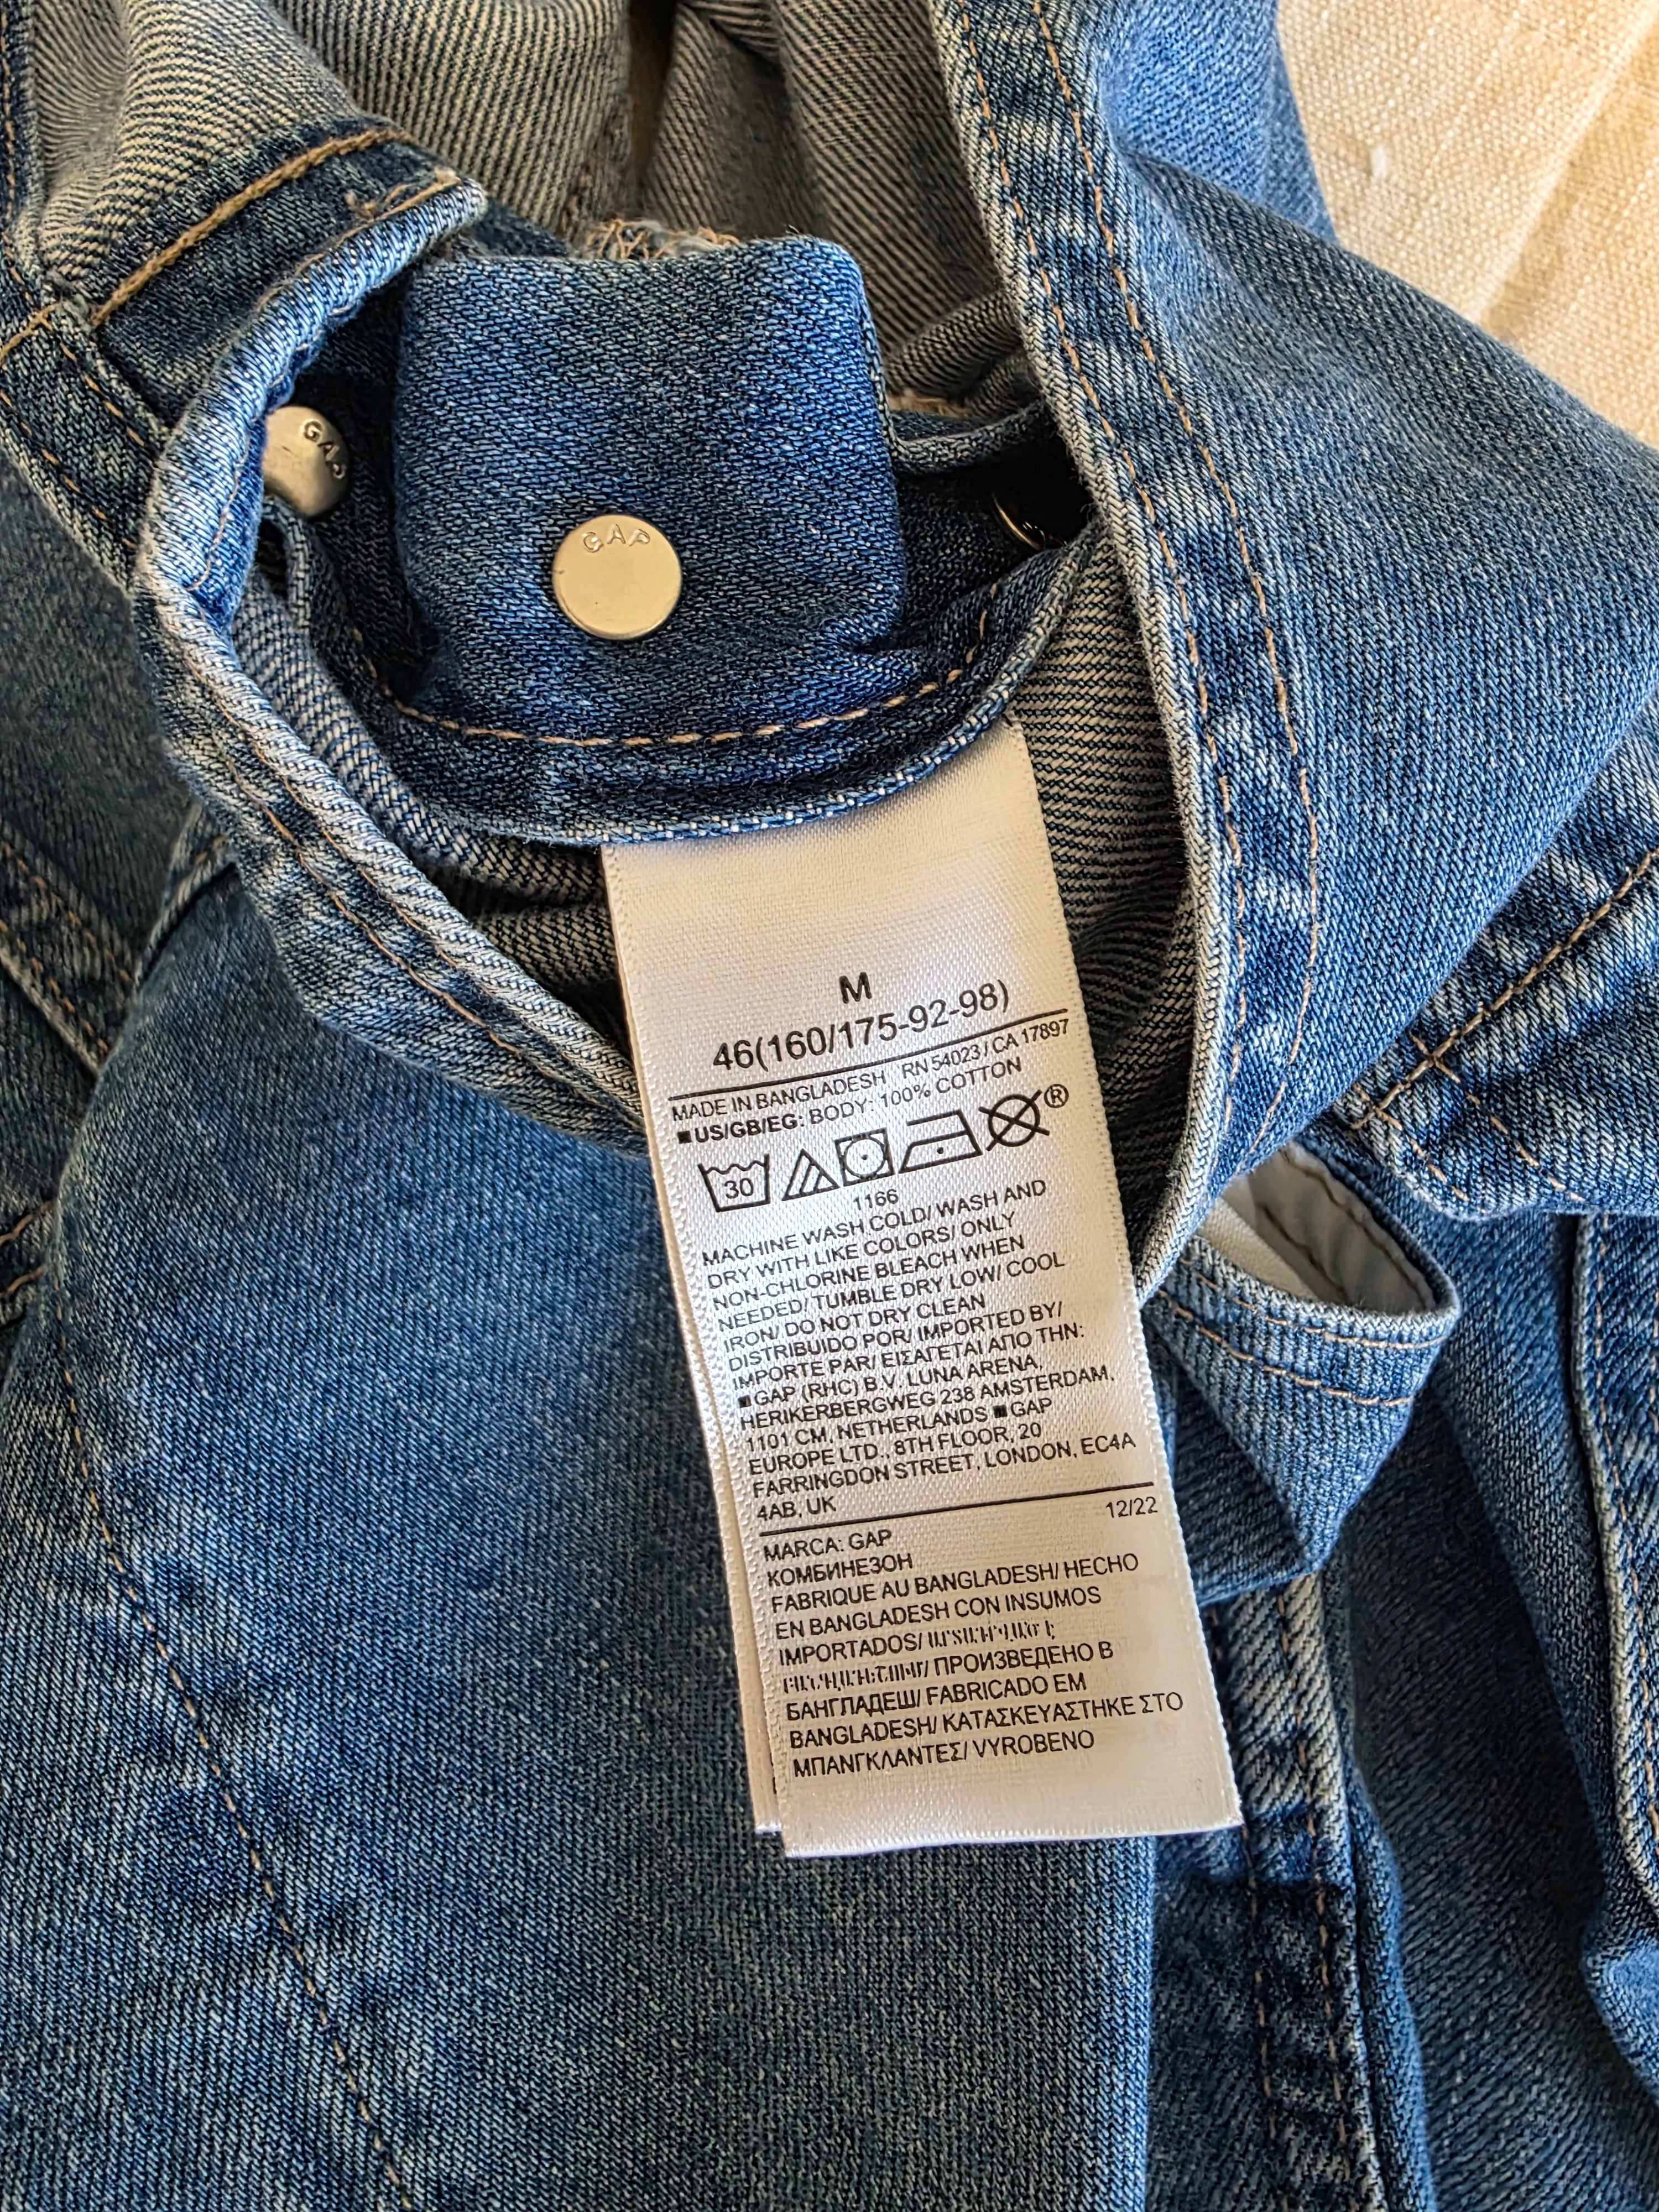 GAP
GAP
M
46(160/175-92-98)
MADE IN BANGLADESH RN 54023 / CA 17897
■US/GB/EG: BODY: 100% COTTON
30 ®
1166
MACHINE WASH COLD/ WASH AND
DRY WITH LIKE COLORS/ ONLY
NON-CHLORINE BLEACH WHEN
NEEDED/ TUMBLE DRY LOW/ COOL
IRON/ DO NOT DRY CLEAN
DISTRIBUIDO POR/ IMPORTED BY/
IMPORTE PAR/ ΕΙΣΑΓΕΤΑΙ ΑΠΟ ΤΗΝ:
■GAP (RHC) B.V, LUNA ARENA,
HERIKERBERGWEG 238 AMSTERDAM,
1101 CM, NETHERLANDS ■GAP
EUROPE LTD., 8TH FLOOR, 20
FARRINGDON STREET, LONDON, EC4A
4AB, UK
12/22
MARCA: GAP
КОМБИНЕЗОН
FABRIQUE AU BANGLADESH/ HECHO
EN BANGLADESH CON INSUMOS
IMPORTADOS/
/ ПРОИЗВЕДЕНО В
БАНГЛАДЕШ/ FABRICADO EM
BANGLADESH/ ΚΑΤΑΣΚΕΥΑΣΤΗΚΕ ΣΤΟ
ΜΠΑΝΓΚΛΑΝΤΕΣ/ VYROBENO